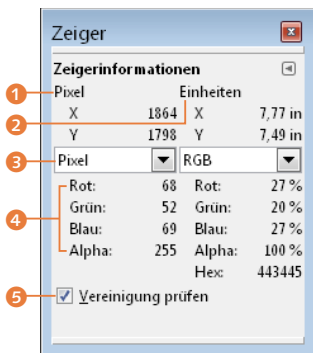 Zeiger x
Zeigerinformationen
1 Pixel Einheiten
2
X 1864 X 7,77 in
Y 1798 Y 7,49 in
3 Pixel RGB
Rot: 68 Rot: 27 %
Grün: 52 Grün: 20 %
4
Blau: 69 Blau: 27 %
Alpha: 255 Alpha: 100 %
Hex: 443445
5 Vereinigung prüfen